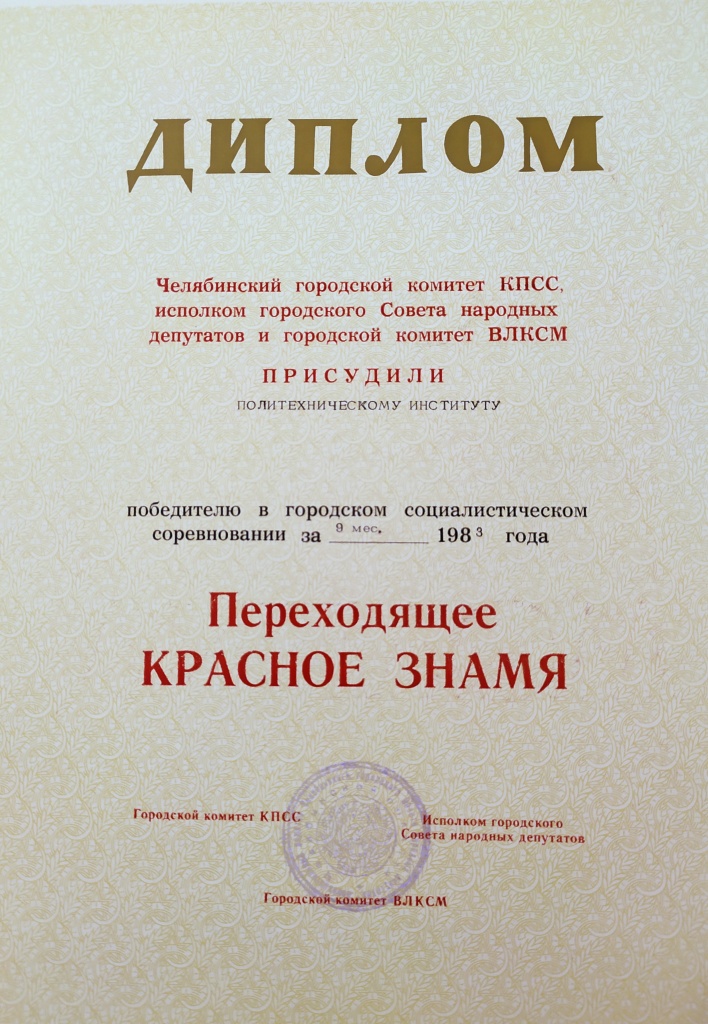 ДИПЛОМ
Челябинский городской комитет КПСС,
исполком городского Совета народных
депутатов и городской комитет ВЛКСМ
ПРИСУДИЛИ
ПОЛИТЕХНИЧЕСКОМУ ИНСТИТУТУ
победителю в городском социалистическом
соревновании за 9 мес. 1983 года
Переходящее
КРАСНОЕ ЗНАМЯ
Городской комитет КПСС
Исполком городского
Совета народных депутатов
Городской комитет ВЛКСМ